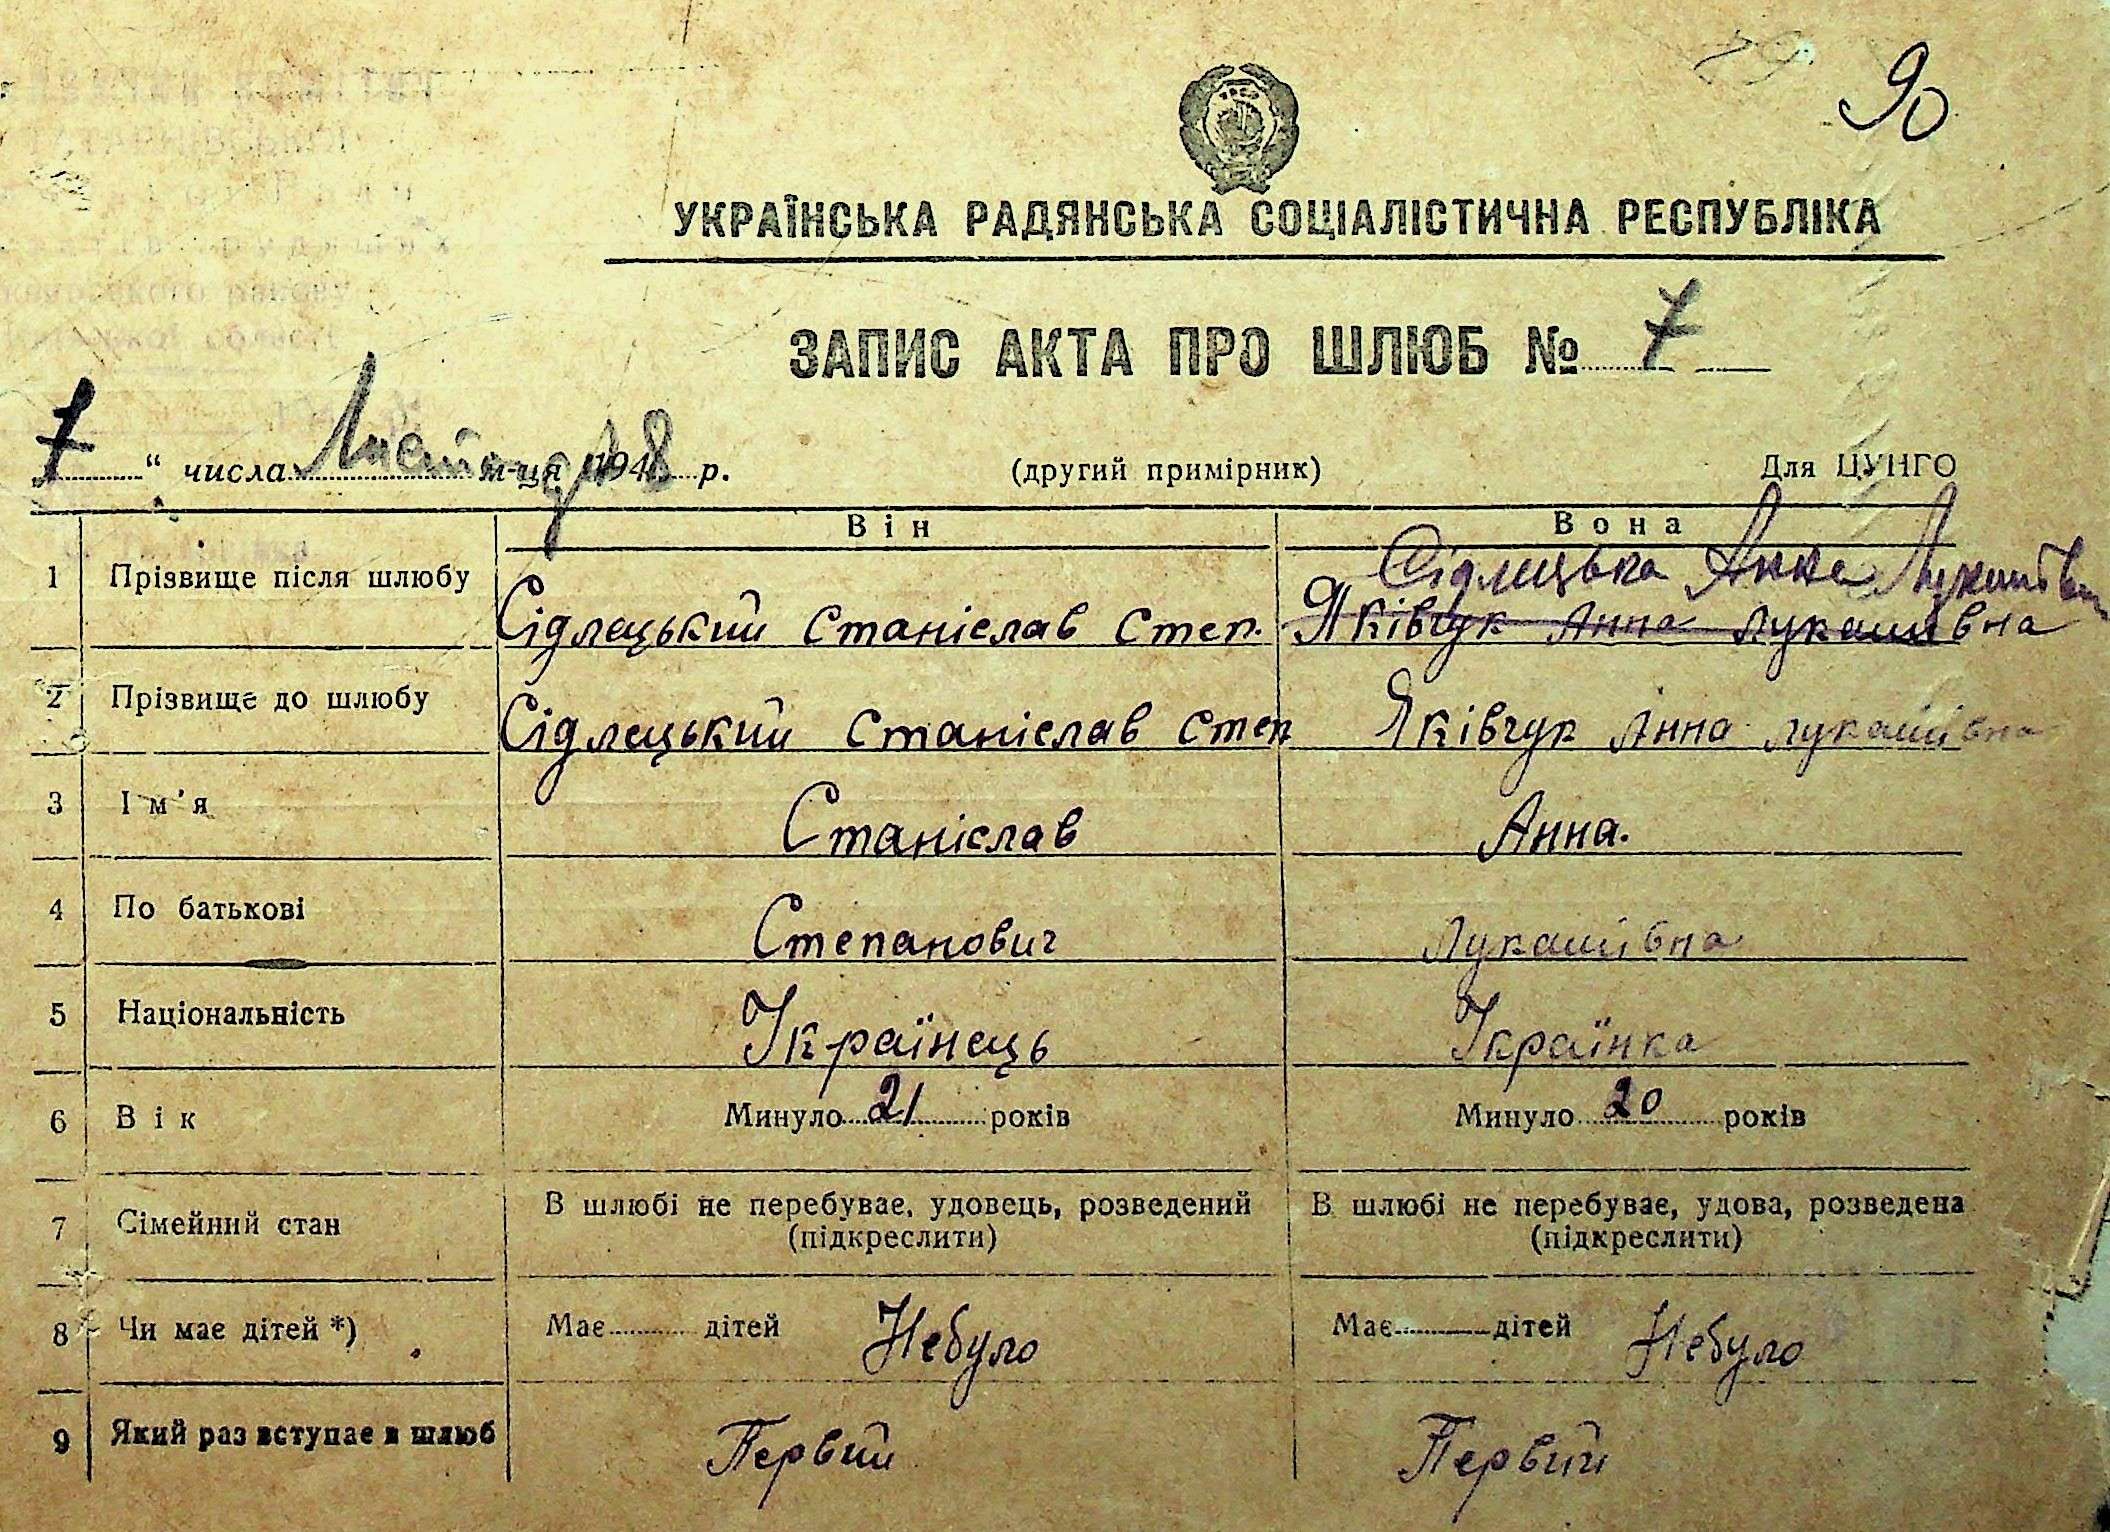 90
УКРАЇНСЬКА РАДЯНСЬКА СОЦІАЛІСТИЧНА РЕСПУБЛІКА
ЗАПИС АКТА ПРО ШЛЮБ № 7
„7“ числа Листопад м-ця 1948 р. (другий примірник) Для ЦУНГО
Він Вона
Сідлицька Анна Лукашівна
1 Прізвище після шлюбу Сідлецький Станіслав Степ. Яківчук Анна Лукашівна
2 Прізвище до шлюбу Сідлецький Станіслав Степ Яківчук Анна Лукашівна
3 Ім'я Станіслав Анна.
4 По батькові Степанович Лукашівна
5 Національність Українець Українка
6 Вік Минуло 21 років Минуло 20 років
7 Сімейний стан В шлюбі не перебуває, удовець, розведений (підкреслити) В шлюбі не перебуває, удова, розведена (підкреслити)
8 Чи має дітей *) Має дітей Небуло Має дітей Небуло
9 Який раз вступає в шлюб Первий Первий